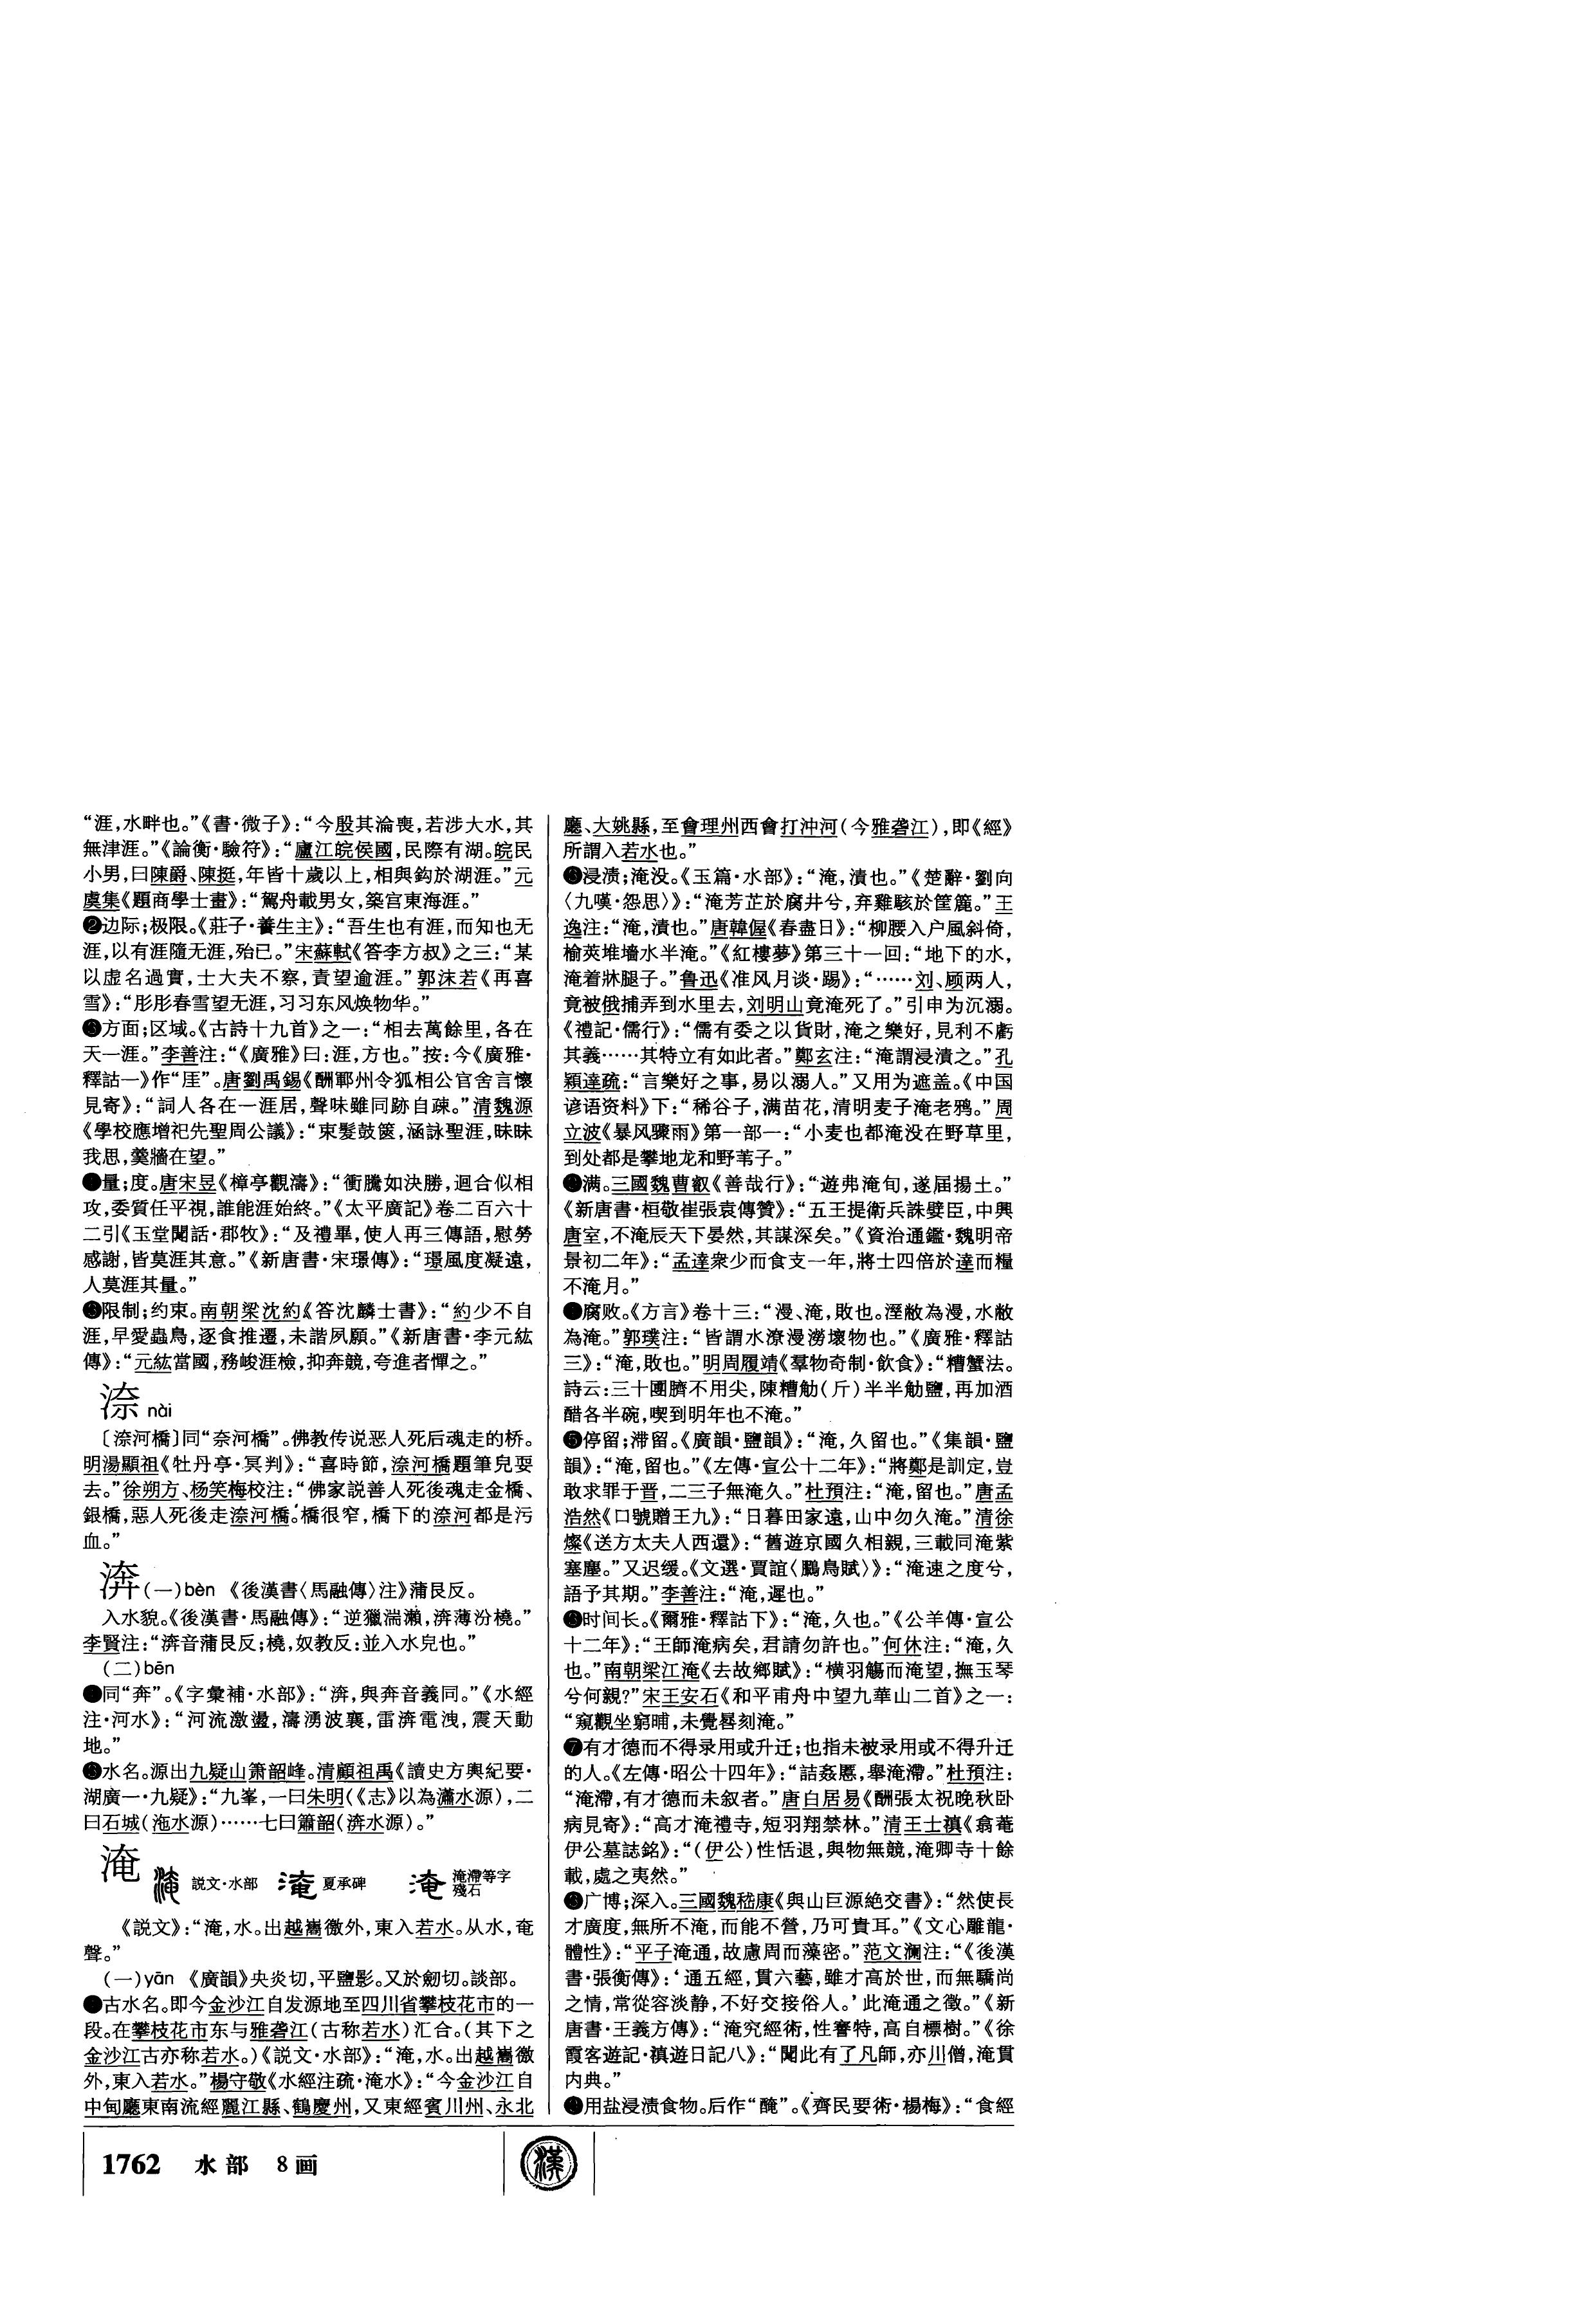 “涯，水畔也。”《書·微子》：“今殷其淪喪，若涉大水，其
無津涯。”《論衡·驗符》：“廬江皖侯國，民際有湖。皖民
小男，曰陳爵、陳挺，年皆十歲以上，相與鈎於湖涯。”元
虞集《題商學士畫》：“駕舟載男女，築宫東海涯。”
❷边际；极限。《莊子·養生主》：“吾生也有涯，而知也无
涯，以有涯隨无涯，殆已。”宋蘇軾《答李方叔》之三：“某
以虚名過實，士大夫不察，責望逾涯。”郭沫若《再喜
雪》：“彤彤春雪望无涯，习习东风焕物华。”
❸方面；区域。《古詩十九首》之一：“相去萬餘里，各在
天一涯。”李善注：“《廣雅》曰：涯，方也。”按：今《廣雅·
釋詁一》作“厓”。唐劉禹錫《酬鄆州令狐相公官舍言懷
見寄》：“詞人各在一涯居，聲味雖同跡自疎。”清魏源
《學校應增祀先聖周公議》：“束髮鼓篋，涵詠聖涯，昧昧
我思，羹牆在望。”
❹量；度。唐宋昱《樟亭觀濤》：“衝騰如決勝，迴合似相
攻，委質任平視，誰能涯始終。”《太平廣記》卷二百六十
二引《玉堂閒話·郡牧》：“及禮畢，使人再三傳語，慰勞
感謝，皆莫涯其意。”《新唐書·宋璟傳》：“璟風度凝遠，
人莫涯其量。”
❺限制；约束。南朝梁沈約《答沈麟士書》：“約少不自
涯，早愛蟲鳥，逐食推遷，未諧夙願。”《新唐書·李元紘
傳》：“元紘當國，務峻涯檢，抑奔競，夸進者憚之。”
渿 nài
〔渿河橋〕同“奈河橋”。佛教传说恶人死后魂走的桥。
明湯顯祖《牡丹亭·冥判》：“喜時節，渿河橋題筆兒耍
去。”徐朔方、杨笑梅校注：“佛家説善人死後魂走金橋、
銀橋，惡人死後走渿河橋。橋很窄，橋下的渿河都是污
血。”
渀 (一)bèn 《後漢書〈馬融傳〉注》蒲艮反。
入水貌。《後漢書·馬融傳》：“逆獵湍瀨，渀薄汾橈。”
李賢注：“渀音蒲艮反；橈，奴教反：並入水皃也。”
(二)bēn
❶同“奔”。《字彙補·水部》：“渀，與奔音義同。”《水經
注·河水》：“河流激盪，濤湧波襄，雷渀電洩，震天動
地。”
❷水名。源出九疑山箫韶峰。清顧祖禹《讀史方輿紀要·
湖廣一·九疑》：“九峯，一曰朱明（《志》以為瀟水源），二
曰石城（沲水源）……七曰簫韶（渀水源）。”
淹 説文·水部 夏承碑 淹滯等字
殘石
《説文》：“淹，水。出越巂徼外，東入若水。从水，奄
聲。”
(一)yān 《廣韻》央炎切，平鹽影。又於劒切。談部。
❶古水名。即今金沙江自发源地至四川省攀枝花市的一
段。在攀枝花市东与雅砻江（古称若水）汇合。（其下之
金沙江古亦称若水。）《説文·水部》：“淹，水。出越巂徼
外，東入若水。”楊守敬《水經注疏·淹水》：“今金沙江自
中甸廳東南流經麗江縣、鶴慶州，又東經賓川州、永北
廳、大姚縣，至會理州西會打沖河（今雅砻江），即《經》
所謂入若水也。”
❷浸渍；淹没。《玉篇·水部》：“淹，漬也。”《楚辭·劉向
〈九嘆·怨思〉》：“淹芳芷於腐井兮，弃雞駭於筐簏。”王
逸注：“淹，漬也。”唐韓偓《春盡日》：“柳腰入户風斜倚，
榆莢堆墻水半淹。”《紅樓夢》第三十一回：“地下的水，
淹着牀腿子。”鲁迅《准风月谈·踢》：“……刘、顾两人，
竟被俄捕弄到水里去，刘明山竟淹死了。”引申为沉溺。
《禮記·儒行》：“儒有委之以貨財，淹之樂好，見利不虧
其義……其特立有如此者。”鄭玄注：“淹謂浸漬之。”孔
穎達疏：“言樂好之事，易以溺人。”又用为遮盖。《中国
谚语资料》下：“稀谷子，满苗花，清明麦子淹老鸦。”周
立波《暴风骤雨》第一部一：“小麦也都淹没在野草里，
到处都是攀地龙和野苇子。”
❸满。三國魏曹叡《善哉行》：“遊弗淹旬，遂届揚土。”
《新唐書·桓敬崔張袁傳贊》：“五王提衛兵誅嬖臣，中興
唐室，不淹辰天下晏然，其謀深矣。”《資治通鑑·魏明帝
景初二年》：“孟達衆少而食支一年，將士四倍於達而糧
不淹月。”
❹腐败。《方言》卷十三：“漫、淹，敗也。溼敝為漫，水敝
為淹。”郭璞注：“皆謂水潦漫澇壞物也。”《廣雅·釋詁
三》：“淹，敗也。”明周履靖《羣物奇制·飲食》：“糟蟹法。
詩云：三十團臍不用尖，陳糟觔（斤）半半觔鹽，再加酒
醋各半碗，喫到明年也不淹。”
❺停留；滞留。《廣韻·鹽韻》：“淹，久留也。”《集韻·鹽
韻》：“淹，留也。”《左傳·宣公十二年》：“將鄭是訓定，豈
敢求罪于晋，二三子無淹久。”杜預注：“淹，留也。”唐孟
浩然《口號贈王九》：“日暮田家遠，山中勿久淹。”清徐
燦《送方太夫人西還》：“舊遊京國久相親，三載同淹紫
塞塵。”又迟缓。《文選·賈誼〈鵩鳥賦〉》：“淹速之度兮，
語予其期。”李善注：“淹，遲也。”
❻时间长。《爾雅·釋詁下》：“淹，久也。”《公羊傳·宣公
十二年》：“王師淹病矣，君請勿許也。”何休注：“淹，久
也。”南朝梁江淹《去故鄉賦》：“横羽觴而淹望，撫玉琴
兮何親？”宋王安石《和平甫舟中望九華山二首》之一：
“窺觀坐窮晡，未覺晷刻淹。”
❼有才德而不得录用或升迁；也指未被录用或不得升迁
的人。《左傳·昭公十四年》：“詰姦慝，舉淹滯。”杜預注：
“淹滯，有才德而未叙者。”唐白居易《酬張太祝晚秋卧
病見寄》：“高才淹禮寺，短羽翔禁林。”清王士禛《翕菴
伊公墓誌銘》：“（伊公）性恬退，與物無競，淹卿寺十餘
載，處之夷然。”
❽广博；深入。三國魏嵇康《與山巨源絶交書》：“然使長
才廣度，無所不淹，而能不營，乃可貴耳。”《文心雕龍·
體性》：“平子淹通，故慮周而藻密。”范文澜注：“《後漢
書·張衡傳》：‘通五經，貫六藝，雖才高於世，而無驕尚
之情，常從容淡静，不好交接俗人。’此淹通之徵。”《新
唐書·王義方傳》：“淹究經術，性謇特，高自標樹。”《徐
霞客遊記·滇遊日記八》：“聞此有了凡師，亦川僧，淹貫
内典。”
❾用盐浸渍食物。后作“醃”。《齊民要術·楊梅》：“食經
1762 水部 8画
漢